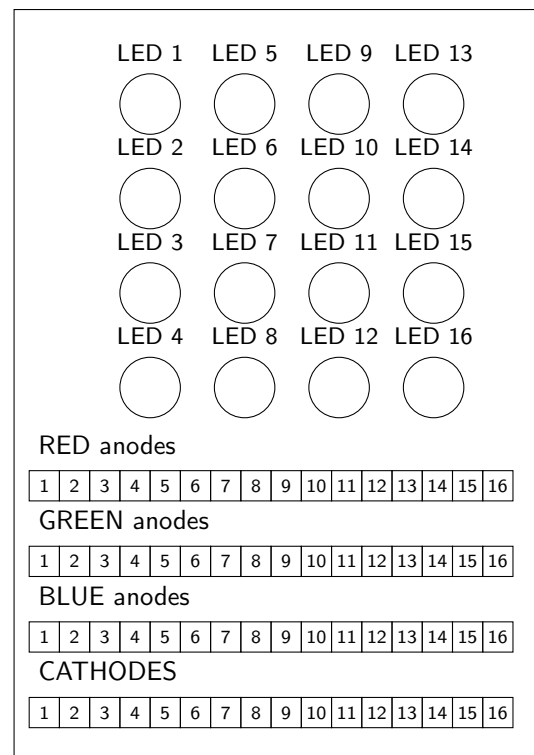 LED 1 LED 5 LED 9 LED 13
LED 2 LED 6 LED 10 LED 14
LED 3 LED 7 LED 11 LED 15
LED 4 LED 8 LED 12 LED 16
RED anodes
1 2 3 4 5 6 7 8 9 10 11 12 13 14 15 16
GREEN anodes
1 2 3 4 5 6 7 8 9 10 11 12 13 14 15 16
BLUE anodes
1 2 3 4 5 6 7 8 9 10 11 12 13 14 15 16
CATHODES
1 2 3 4 5 6 7 8 9 10 11 12 13 14 15 16